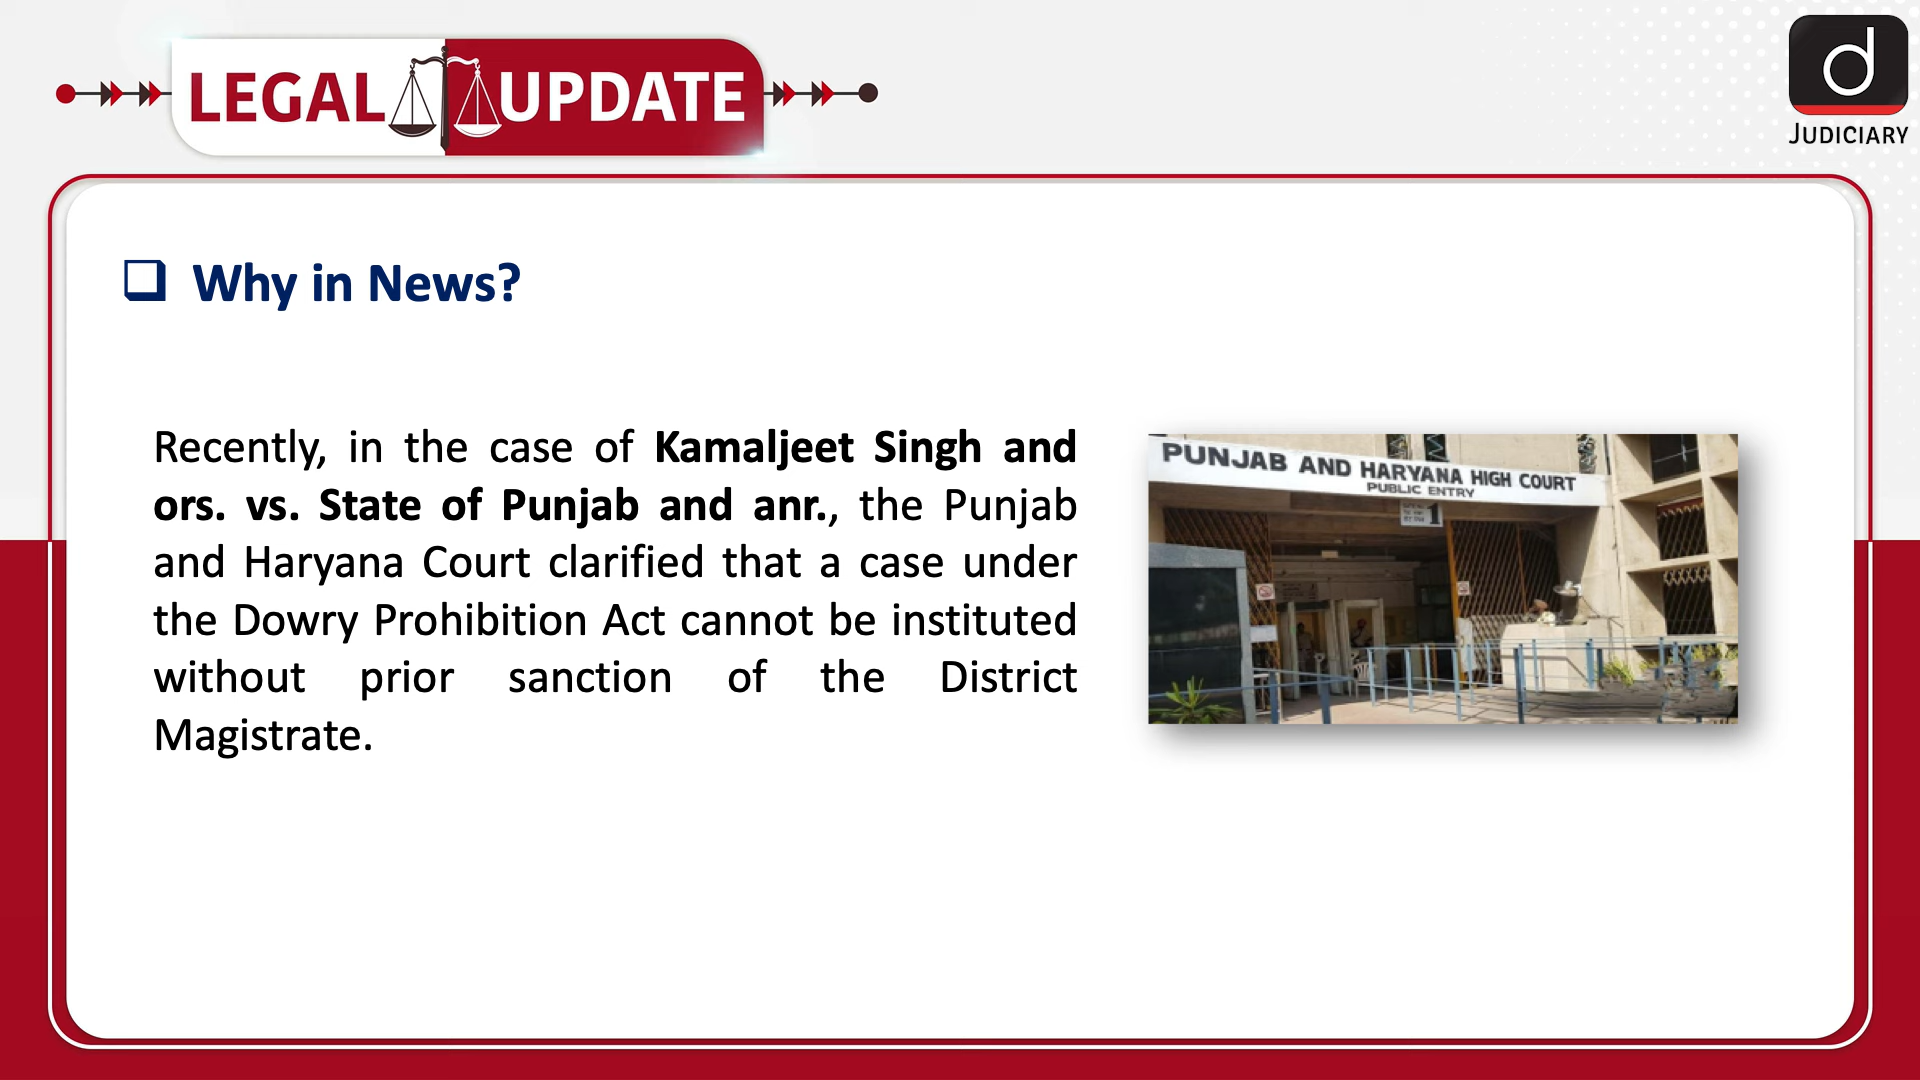 LEGAL UPDATE
d
JUDICIARY
Why in News?
Recently, in the case of Kamaljeet Singh and
ors. vs. State of Punjab and anr., the Punjab
and Haryana Court clarified that a case under
the Dowry Prohibition Act cannot be instituted
without prior sanction of the District
Magistrate.
PUNJAB AND HARYANA HIGH COURT
PUBLIC ENTRY
1